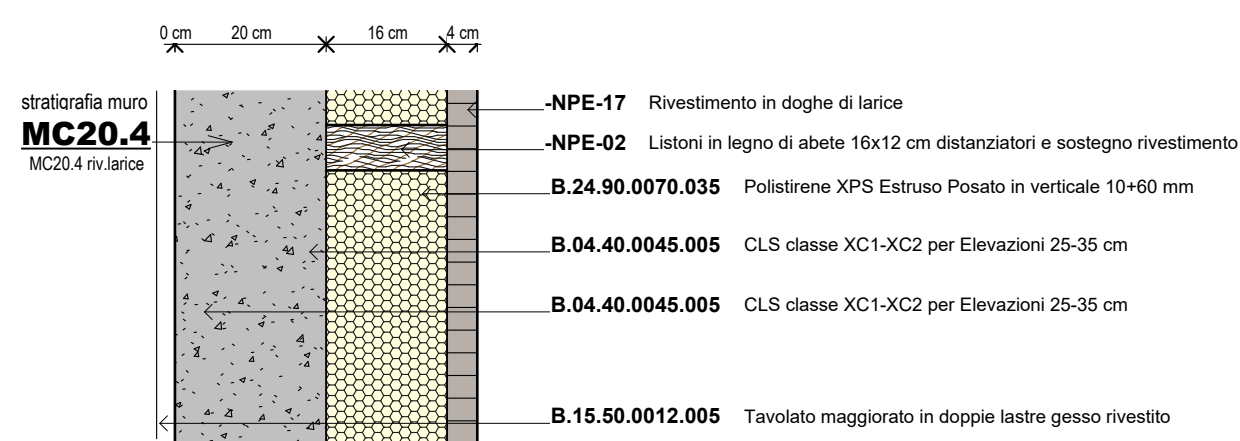 0 cm 20 cm 16 cm 4 cm
stratigrafia muro
MC20.4
MC20.4 riv.larice
-NPE-17 Rivestimento in doghe di larice
-NPE-02 Listoni in legno di abete 16x12 cm distanziatori e sostegno rivestimento
B.24.90.0070.035 Polistirene XPS Estruso Posato in verticale 10+60 mm
B.04.40.0045.005 CLS classe XC1-XC2 per Elevazioni 25-35 cm
B.04.40.0045.005 CLS classe XC1-XC2 per Elevazioni 25-35 cm
B.15.50.0012.005 Tavolato maggiorato in doppie lastre gesso rivestito